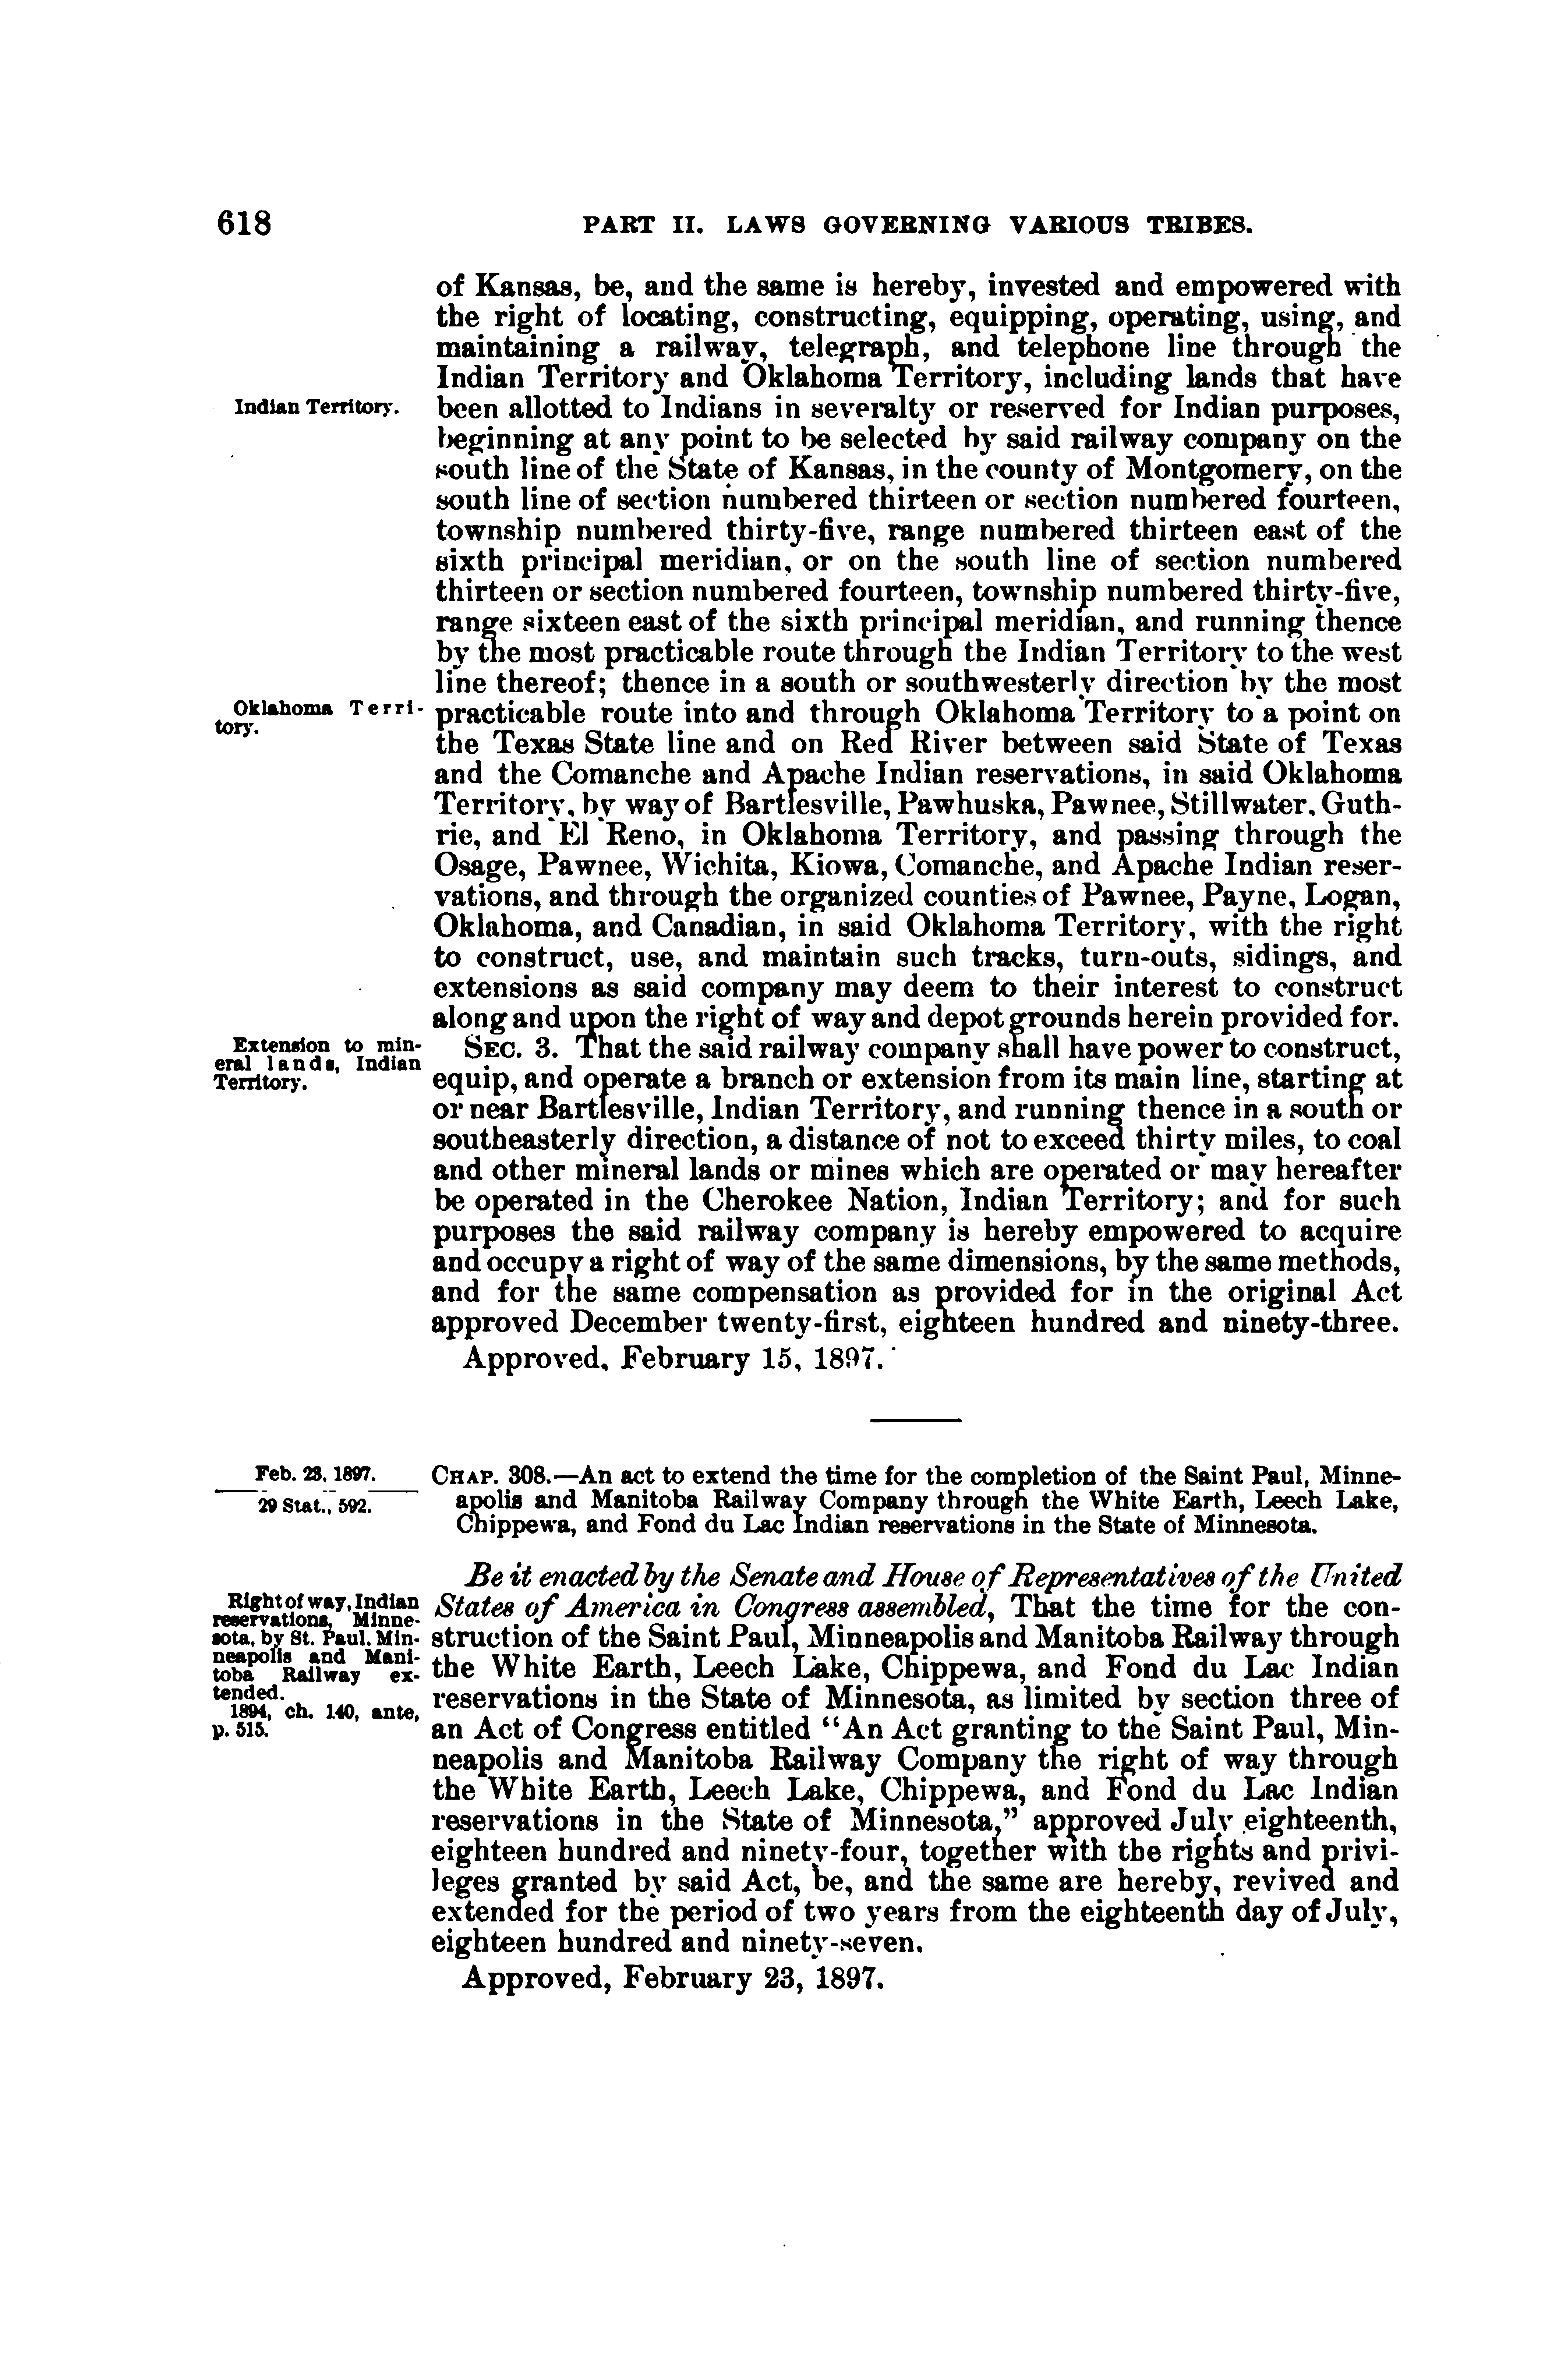 618
PART II. LAWS GOVERNING VARIOUS TRIBES.
of Kansas, be, and the same is hereby, invested and empowered with
the right of locating, constructing, equipping, operating, using, and
maintaining a railway, telegraph, and telephone line through the
Indian Territory and Oklahoma Territory, including lands that have
Indian Territory.
been allotted to Indians in severalty or reserved for Indian purposes,
beginning at any point to be selected by said railway company on the
south line of the State of Kansas, in the county of Montgomery, on the
south line of section numbered thirteen or section numbered fourteen,
township numbered thirty-five, range numbered thirteen east of the
sixth principal meridian, or on the south line of section numbered
thirteen or section numbered fourteen, township numbered thirty-five,
range sixteen east of the sixth principal meridian, and running thence
by the most practicable route through the Indian Territory to the west
line thereof; thence in a south or southwesterly direction by the most
Oklahoma Terri-
tory.
practicable route into and through Oklahoma Territory to a point on
the Texas State line and on Red River between said State of Texas
and the Comanche and Apache Indian reservations, in said Oklahoma
Territory, by way of Bartlesville, Pawhuska, Pawnee, Stillwater, Guth-
rie, and El Reno, in Oklahoma Territory, and passing through the
Osage, Pawnee, Wichita, Kiowa, Comanche, and Apache Indian reser-
vations, and through the organized counties of Pawnee, Payne, Logan,
Oklahoma, and Canadian, in said Oklahoma Territory, with the right
to construct, use, and maintain such tracks, turn-outs, sidings, and
extensions as said company may deem to their interest to construct
along and upon the right of way and depot grounds herein provided for.
Extension to min-
eral lands, Indian
Territory.
SEC. 3. That the said railway company shall have power to construct,
equip, and operate a branch or extension from its main line, starting at
or near Bartlesville, Indian Territory, and running thence in a south or
southeasterly direction, a distance of not to exceed thirty miles, to coal
and other mineral lands or mines which are operated or may hereafter
be operated in the Cherokee Nation, Indian Territory; and for such
purposes the said railway company is hereby empowered to acquire
and occupy a right of way of the same dimensions, by the same methods,
and for the same compensation as provided for in the original Act
approved December twenty-first, eighteen hundred and ninety-three.
Approved, February 15, 1897.
Feb. 23, 1897.
29 Stat., 592.
CHAP. 308.—An act to extend the time for the completion of the Saint Paul, Minne-
apolis and Manitoba Railway Company through the White Earth, Leech Lake,
Chippewa, and Fond du Lac Indian reservations in the State of Minnesota.
Be it enacted by the Senate and House of Representatives of the United
Right of way, Indian
reservations, Minne-
sota, by St. Paul. Min-
neapolis and Mani-
toba Railway ex-
tended.
1894, ch. 140, ante,
p. 515.
States of America in Congress assembled, That the time for the con-
struction of the Saint Paul, Minneapolis and Manitoba Railway through
the White Earth, Leech Lake, Chippewa, and Fond du Lac Indian
reservations in the State of Minnesota, as limited by section three of
an Act of Congress entitled “An Act granting to the Saint Paul, Min-
neapolis and Manitoba Railway Company the right of way through
the White Earth, Leech Lake, Chippewa, and Fond du Lac Indian
reservations in the State of Minnesota,” approved July eighteenth,
eighteen hundred and ninety-four, together with the rights and privi-
leges granted by said Act, be, and the same are hereby, revived and
extended for the period of two years from the eighteenth day of July,
eighteen hundred and ninety-seven.
Approved, February 23, 1897.